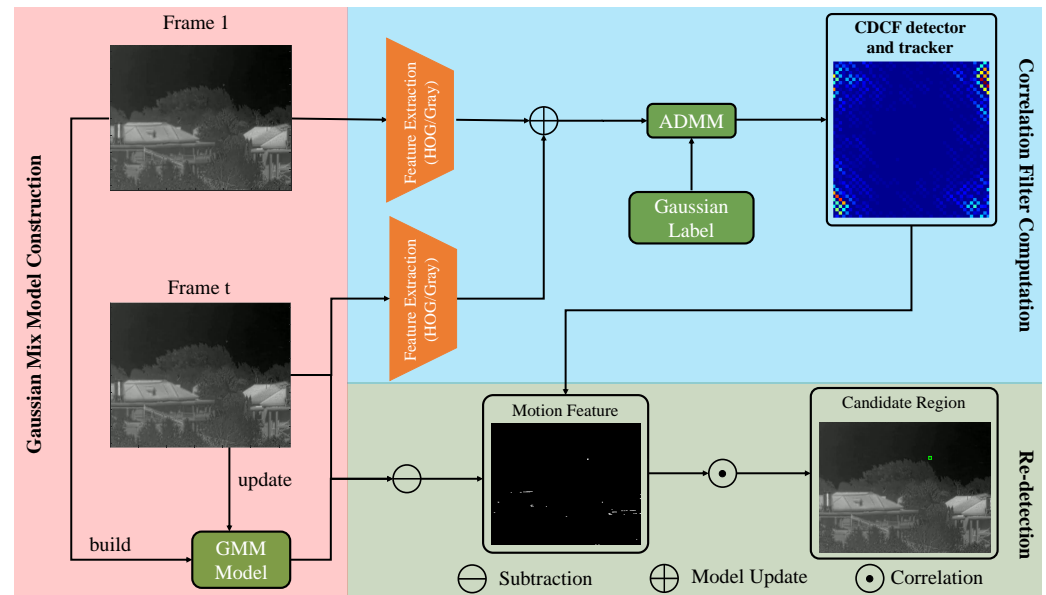 Gaussian Mix Model Construction
Frame 1
Frame t
update
build
GMM
Model
Feature Extraction
(HOG/Gray)
Feature Extraction
(HOG/Gray)
ADMM
Gaussian
Label
CDCF detector
and tracker
Correlation Filter Computation
Motion Feature
Candidate Region
Re-detection
Subtraction
Model Update
Correlation